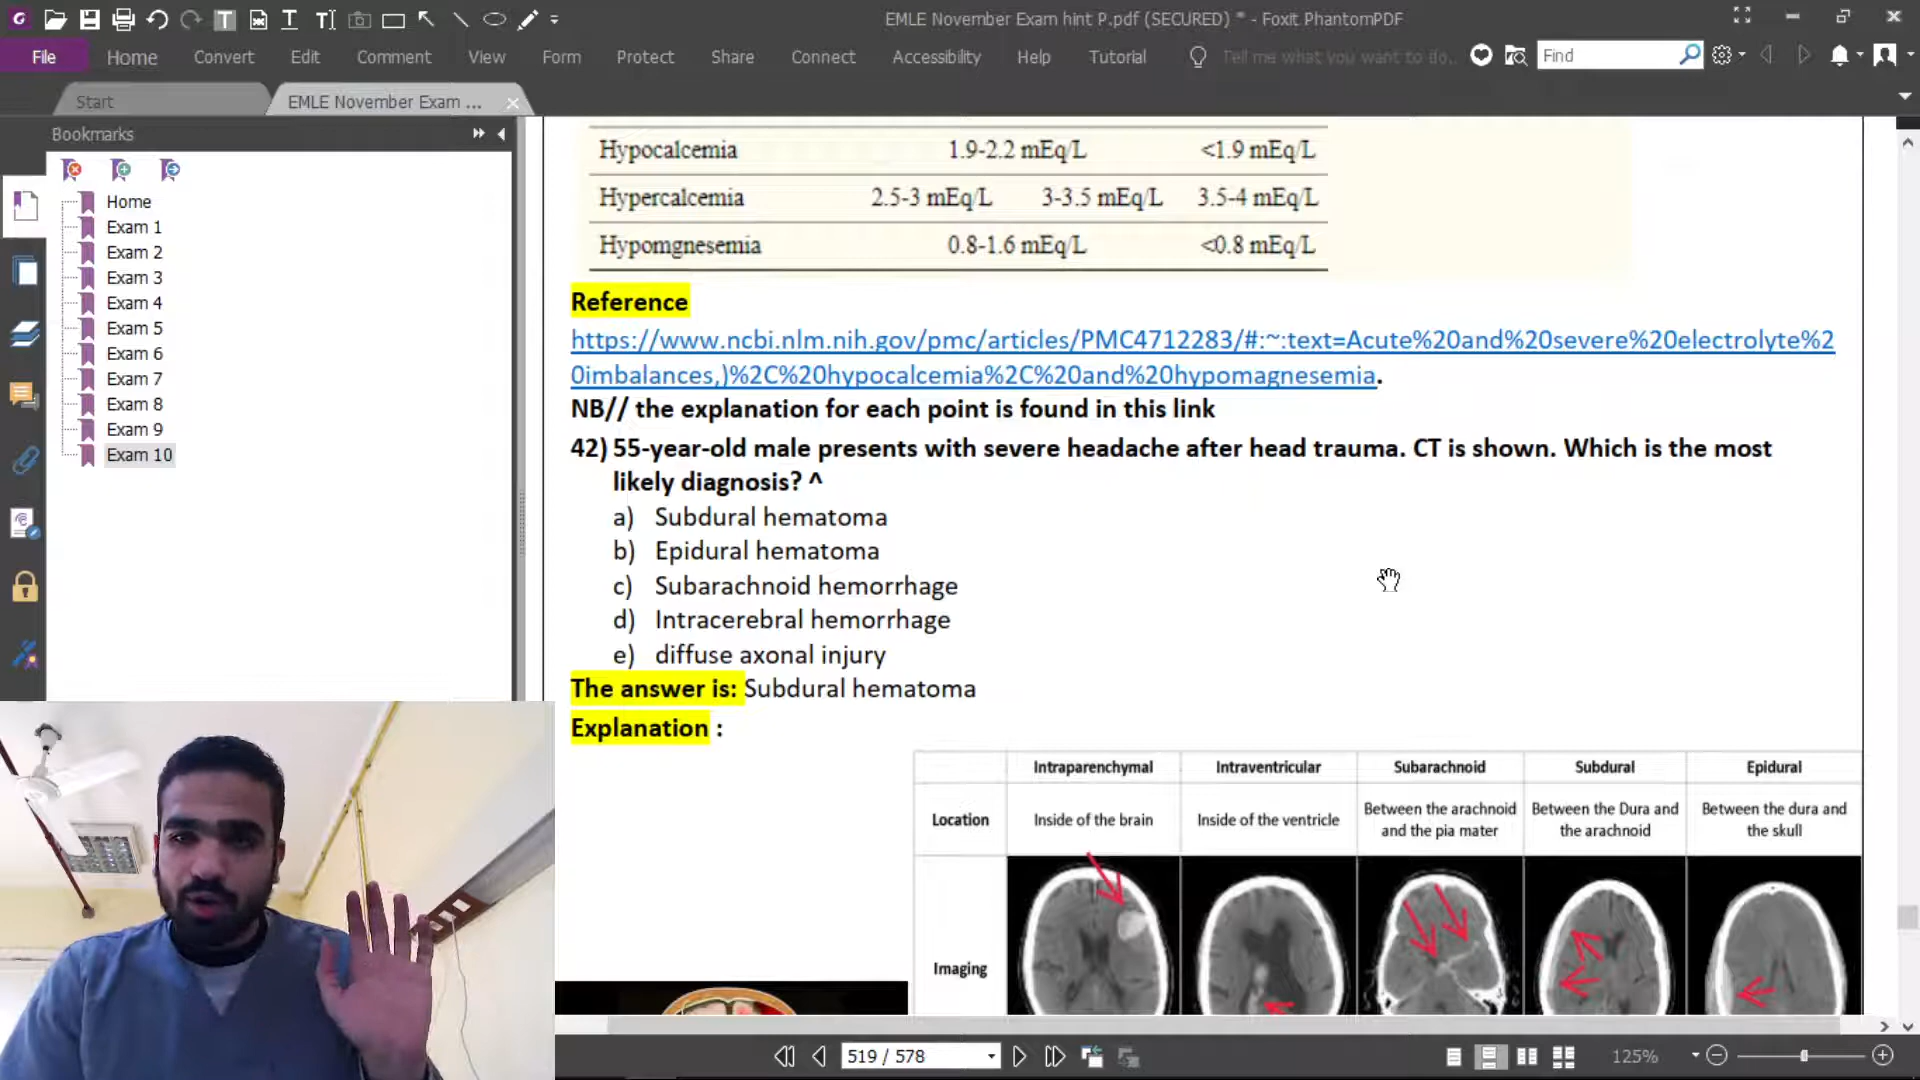 EMLE November Exam hint P.pdf (SECURED) * - Foxit PhantomPDF
File Home Convert Edit Comment View Form Protect Share Connect Accessibility Help Tutorial Tell me what you want to do.. Find
Start EMLE November Exam ...
Bookmarks
Home
Exam 1
Exam 2
Exam 3
Exam 4
Exam 5
Exam 6
Exam 7
Exam 8
Exam 9
Exam 10
Hypocalcemia 1.9-2.2 mEq/L <1.9 mEq/L
Hypercalcemia 2.5-3 mEq/L 3-3.5 mEq/L 3.5-4 mEq/L
Hypomgnesemia 0.8-1.6 mEq/L <0.8 mEq/L
Reference
https://www.ncbi.nlm.nih.gov/pmc/articles/PMC4712283/#:~:text=Acute%20and%20severe%20electrolyte%2
0imbalances,)%2C%20hypocalcemia%2C%20and%20hypomagnesemia.
NB// the explanation for each point is found in this link
42) 55-year-old male presents with severe headache after head trauma. CT is shown. Which is the most
likely diagnosis? ^
a) Subdural hematoma
b) Epidural hematoma
c) Subarachnoid hemorrhage
d) Intracerebral hemorrhage
e) diffuse axonal injury
The answer is: Subdural hematoma
Explanation :
Intraparenchymal Intraventricular Subarachnoid Subdural Epidural
Location Inside of the brain Inside of the ventricle Between the arachnoid and the pia mater Between the Dura and the arachnoid Between the dura and the skull
Imaging
519 / 578
125%